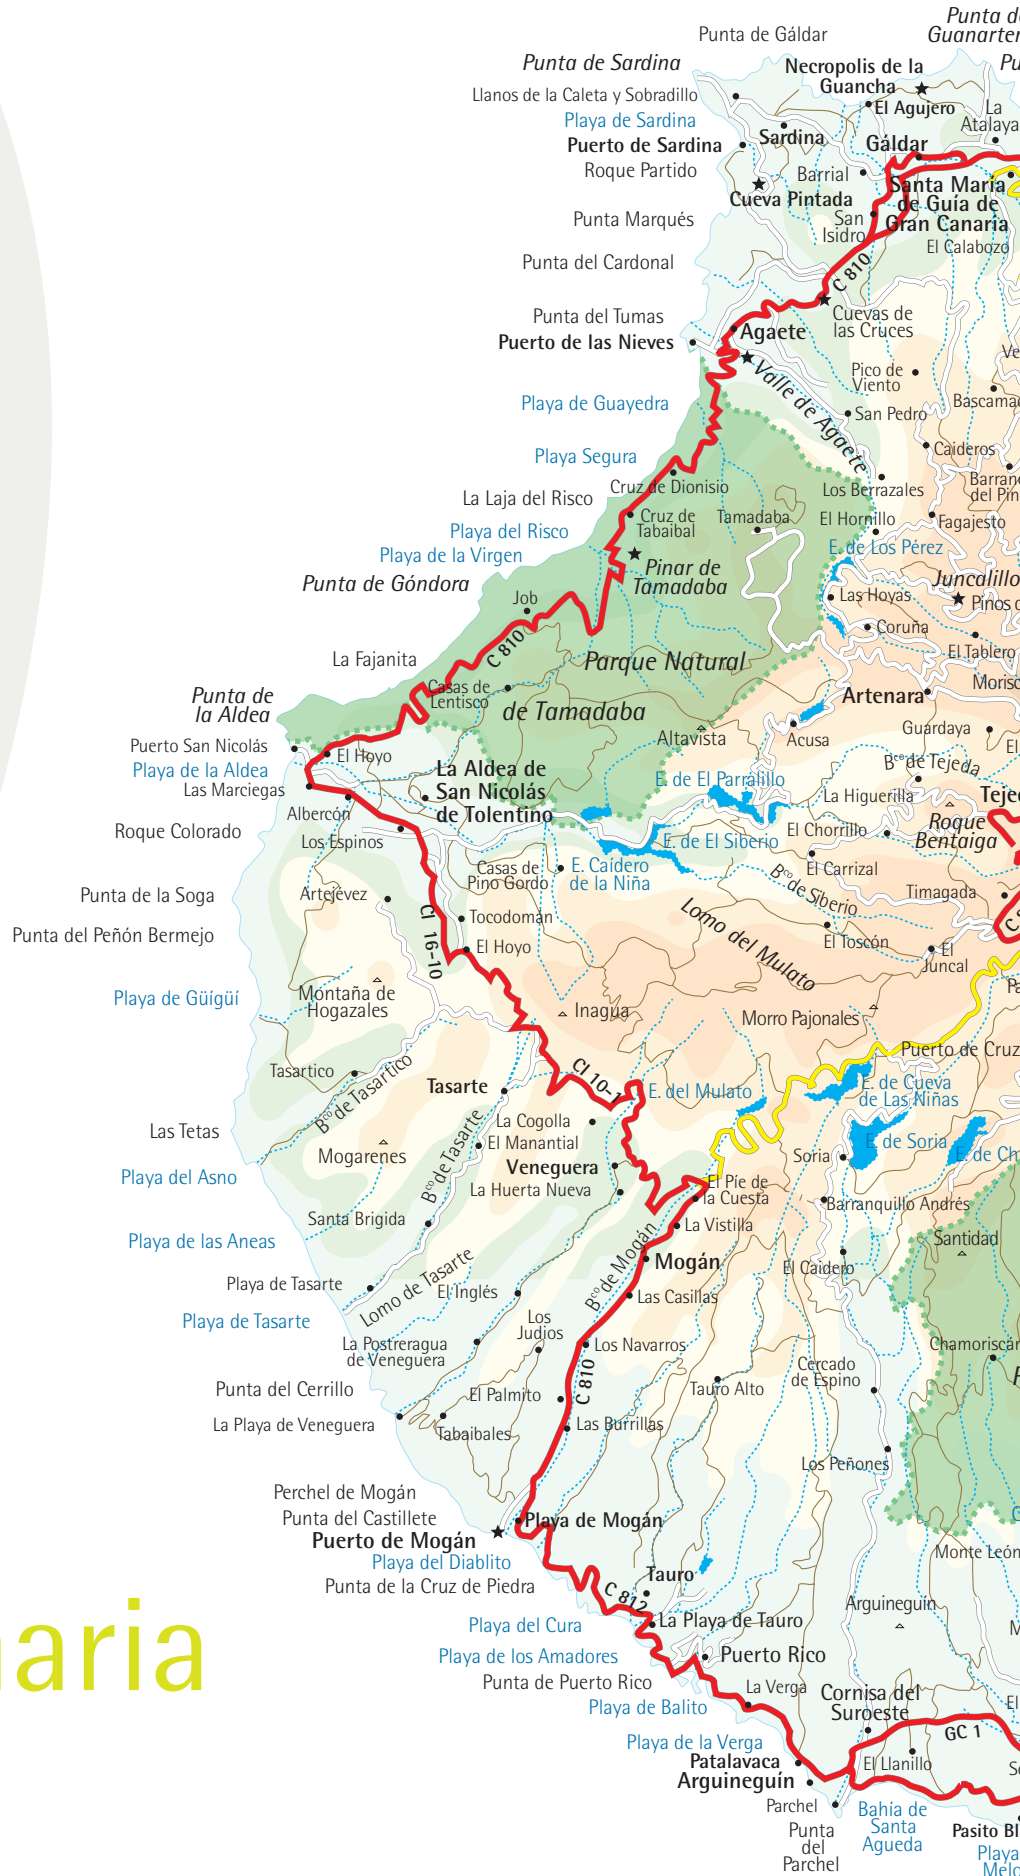 Punta de Gáldar
Punta de Sardina
Necropolis de la
Guancha
Llanos de la Caleta y Sobradillo
El Agujero
La
Atalaya
Playa de Sardina
Sardina
Puerto de Sardina
Gáldar
Roque Partido
Barrial
Santa María
de Guía de
Gran Canaria
Cueva Pintada
San
Isidro
Punta Marqués
El Calabozo
Punta del Cardonal
C 810
Cuevas de
las Cruces
Punta del Tumas
Agaete
Puerto de las Nieves
Valle de Agaete
Pico de
Viento
Playa de Guayedra
San Pedro
Caideros
Playa Segura
Cruz de Dionisio
Los Berrazales
La Laja del Risco
Cruz de
Tabaibal
Tamadaba
El Hornillo
Fagajesto
Playa del Risco
Playa de la Virgen
E. de Los Pérez
Pinar de
Tamadaba
Juncalillo
Punta de Góndora
Las Hoyas
Job
Coruña
C 810
El Tablero
La Fajanita
Parque Natural
de Tamadaba
Casas de
Lentisco
Artenara
Punta de
la Aldea
Guardaya
Altavista
Acusa
Puerto San Nicolás
El Hoyo
Bco de Tejeda
Playa de la Aldea
La Aldea de
San Nicolás
de Tolentino
E. de El Parralillo
Las Marciegas
La Higuerilla
Albercón
Roque
Bentaiga
Roque Colorado
Los Espinos
El Chorrillo
E. de El Siberio
Casas de
Pino Gordo
E. Caidero
de la Niña
El Carrizal
Bco de Siberio
Punta de la Soga
Artejévez
Timagada
CI 16-10
Tocodomán
Lomo del Mulato
Punta del Peñón Bermejo
El Hoyo
El Toscón
El
Juncal
Playa de Güigüí
Montaña de
Hogazales
Inagua
Morro Pajonales
Tasartico
Bco de Tasartico
CI 10-1
Puerto de Cruz
Tasarte
E. del Mulato
E. de Cueva
de Las Niñas
Las Tetas
La Cogolla
El Manantial
E. de Soria
Mogarenes
Bco de Tasarte
Veneguera
Soria
Playa del Asno
La Huerta Nueva
El Píe de
la Cuesta
Barranquillo Andrés
Santa Brigida
La Vistilla
Santidad
Playa de las Aneas
Bco de Mogán
Mogán
El Caidero
Playa de Tasarte
Lomo de Tasarte
El Inglés
Las Casillas
Playa de Tasarte
Los
Judios
La Postreragua
de Veneguera
Los Navarros
Punta del Cerrillo
El Palmito
C 810
Tauro Alto
Cercado
de Espino
La Playa de Veneguera
Tabaibales
Las Burrillas
Los Peñones
Perchel de Mogán
Punta del Castillete
Playa de Mogán
Puerto de Mogán
Playa del Diablito
Monte León
Punta de la Cruz de Piedra
Tauro
C 812
Arguineguin
Playa del Cura
La Playa de Tauro
Playa de los Amadores
Puerto Rico
Punta de Puerto Rico
La Verga
Cornisa del
Suroeste
Playa de Balito
GC 1
Playa de la Verga
Patalavaca
El Llanillo
Arguineguín
Parchel
Bahía de
Santa
Agueda
Punta
del
Parchel